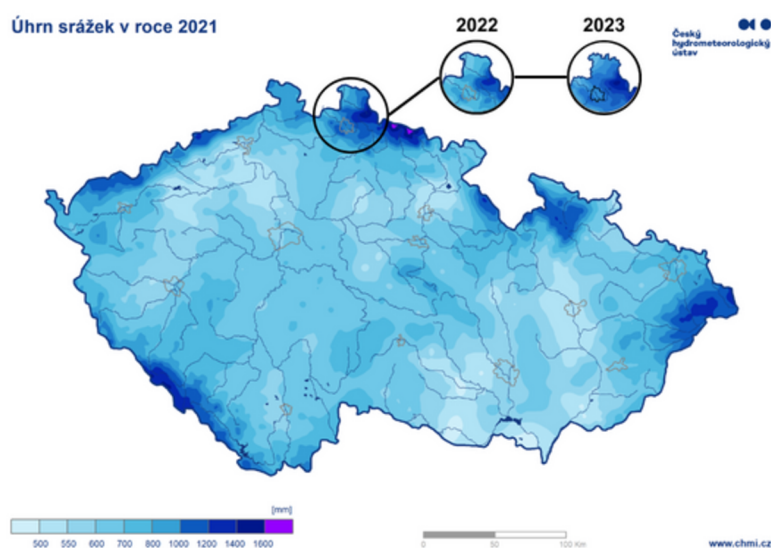 Úhrn srážek v roce 2021
2022
2023
Český
hydrometeorologický
ústav
[mm]
500 550 600 700 800 1000 1200 1400 1600
0 50 100 Km
www.chmi.cz